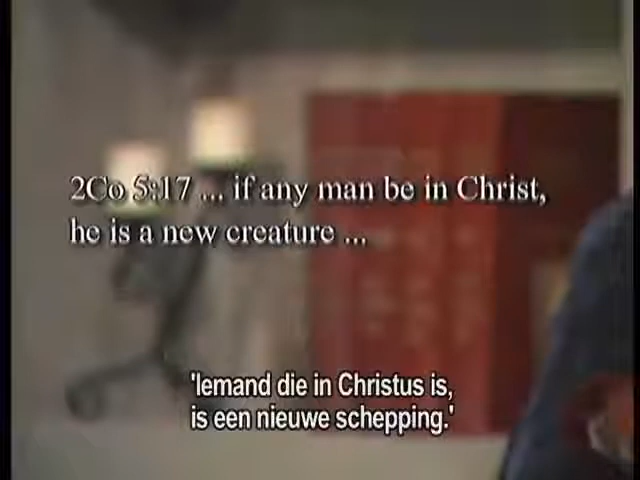 2Co 5:17 ... if any man be in Christ,
he is a new creature ...
'Iemand die in Christus is,
is een nieuwe schepping.'